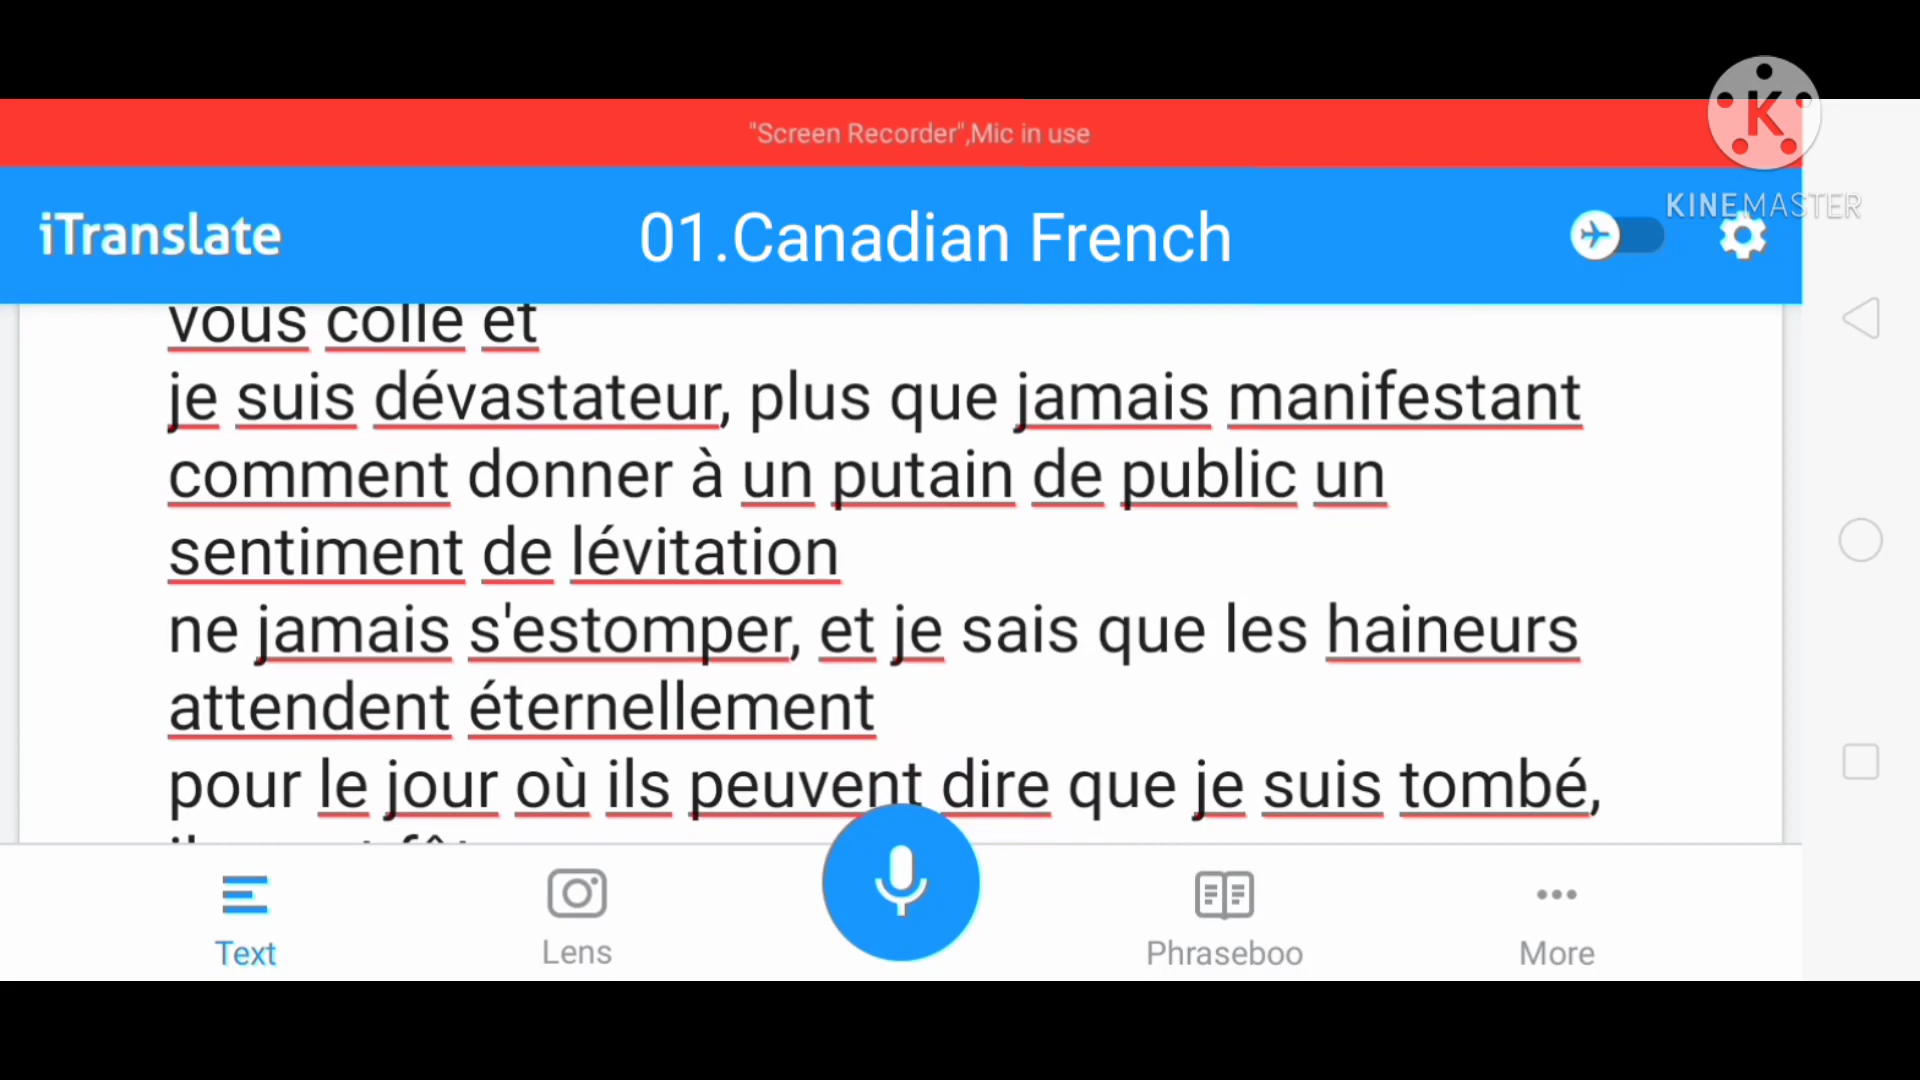 "Screen Recorder",Mic in use
K
KINEMASTER
iTranslate
01.Canadian French
vous colle et
je suis dévastateur, plus que jamais manifestant
comment donner à un putain de public un
sentiment de lévitation
ne jamais s'estomper, et je sais que les haineurs
attendent éternellement
pour le jour où ils peuvent dire que je suis tombé,
Text
Lens
Phraseboo
More